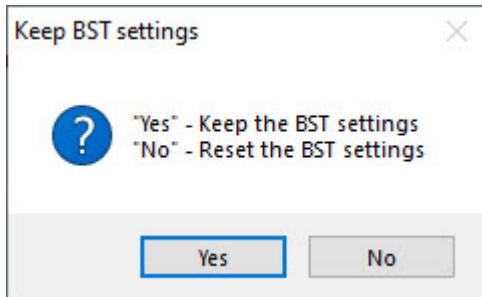 Keep BST settings
?
"Yes" - Keep the BST settings
"No" - Reset the BST settings
Yes
No